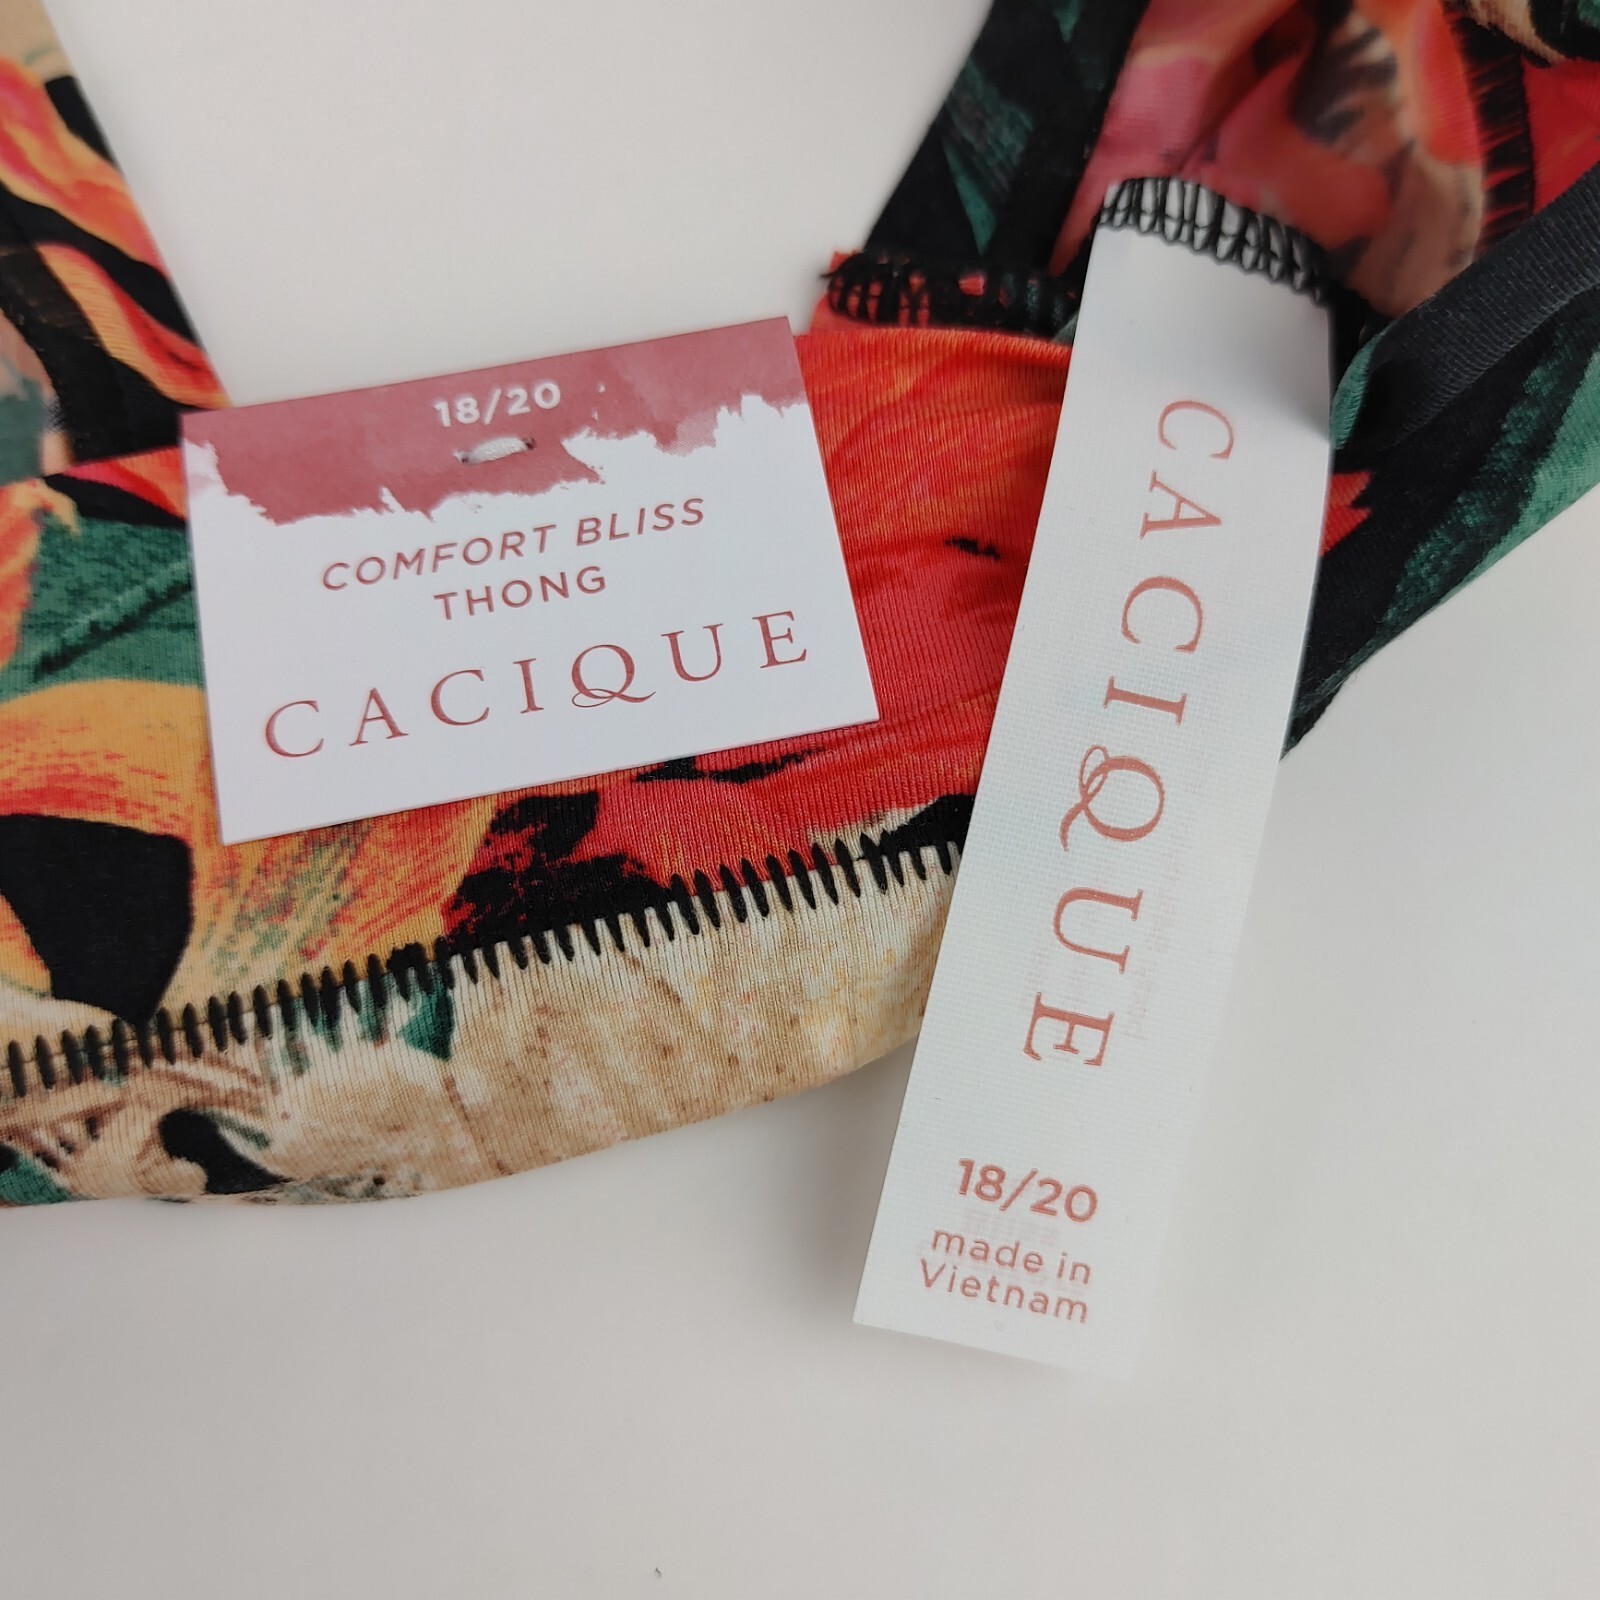 18/20
COMFORT BLISS
THONG
CACIQUE
CACIQUE
18/20
made in
Vietnam